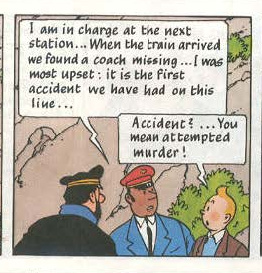 I am in charge at the next
station... When the train arrived
we found a coach missing ... I was
most upset : it is the first
accident we have had on this
line ...
Accident? ... You
mean attempted
murder!